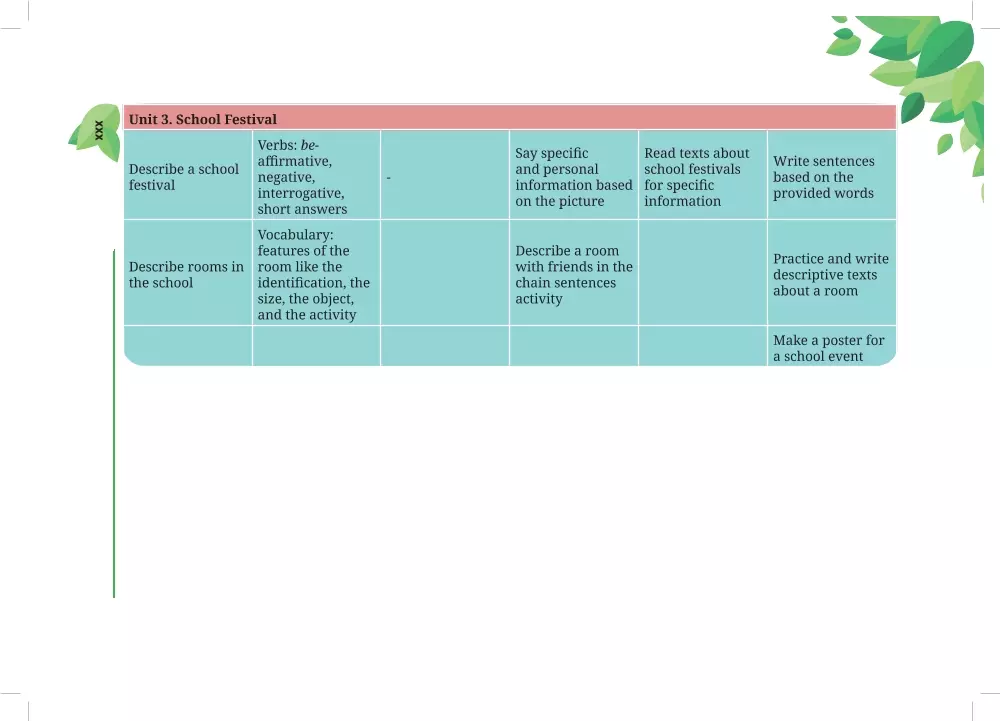 xxx
Unit 3. School Festival
Describe a school
festival
Verbs: be-
affirmative,
negative,
interrogative,
short answers
-
Say specific
and personal
information based
on the picture
Read texts about
school festivals
for specific
information
Write sentences
based on the
provided words
Describe rooms in
the school
Vocabulary:
features of the
room like the
identification, the
size, the object,
and the activity
Describe a room
with friends in the
chain sentences
activity
Practice and write
descriptive texts
about a room
Make a poster for
a school event